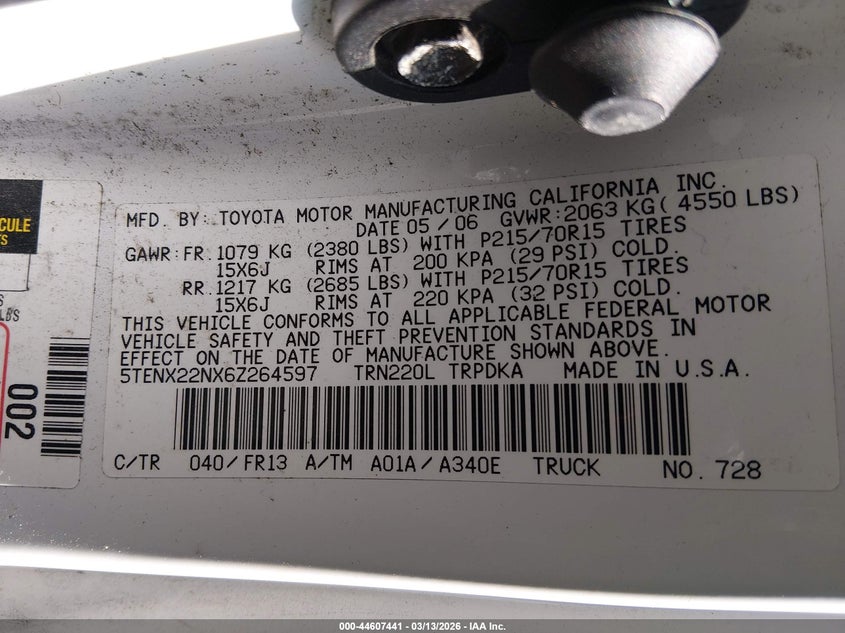 MFD. BY: TOYOTA MOTOR MANUFACTURING CALIFORNIA INC.
DATE 05 / 06 GVWR: 2063 KG( 4550 LBS)
GAWR: FR. 1079 KG (2380 LBS) WITH P215/70R15 TIRES
15X6J RIMS AT 200 KPA (29 PSI) COLD.
RR. 1217 KG (2685 LBS) WITH P215/70R15 TIRES
15X6J RIMS AT 220 KPA (32 PSI) COLD.
THIS VEHICLE CONFORMS TO ALL APPLICABLE FEDERAL MOTOR
VEHICLE SAFETY AND THEFT PREVENTION STANDARDS IN
EFFECT ON THE DATE OF MANUFACTURE SHOWN ABOVE.
5TENX22NX6Z264597 TRN220L TRPDKA MADE IN U.S.A.
C/TR 040/FR13 A/TM A01A/A340E TRUCK NO. 728
CULE
TS
S
LBS
002
000-44607441 - 03/13/2026 - IAA Inc.